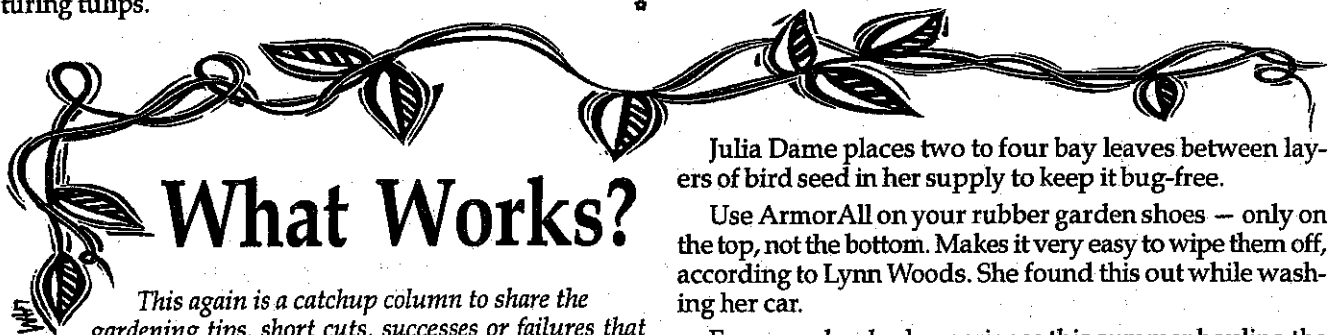 turing tulips.
What Works?
This again is a catchup column to share the
gardening tips, short cuts, successes or failures that
Julia Dame places two to four bay leaves between lay-
ers of bird seed in her supply to keep it bug-free.
Use ArmorAll on your rubber garden shoes — only on
the top, not the bottom. Makes it very easy to wipe them off,
according to Lynn Woods. She found this out while wash-
ing her car.